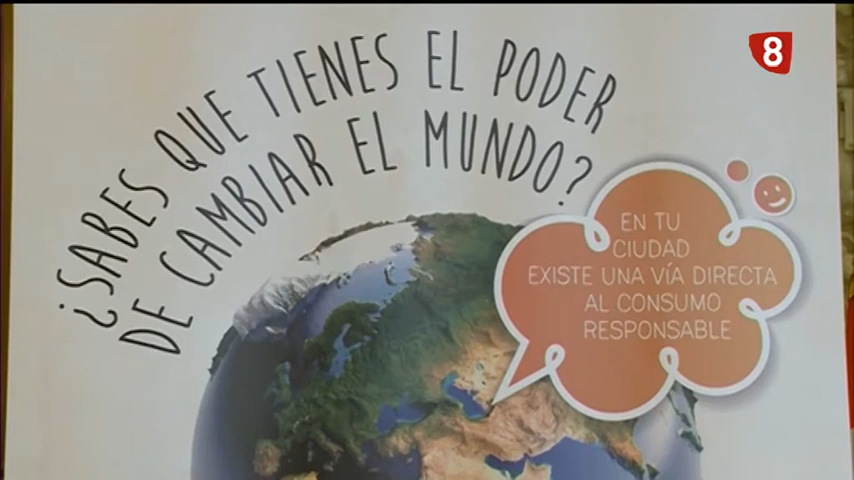 ¿SABES QUE TIENES EL PODER
DE CAMBIAR EL MUNDO?
EN TU
CIUDAD
EXISTE UNA VÍA DIRECTA
AL CONSUMO
RESPONSABLE
8